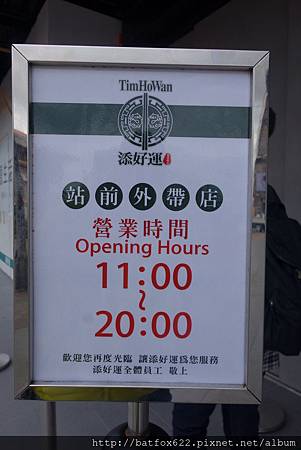 TimHoWan
添好運
站前外帶店
營業時間
Opening Hours
11:00
~
20:00
歡迎您再度光臨 讓添好運為您服務
添好運全體員工 敬上
http://batfox622.pixnet.net/album